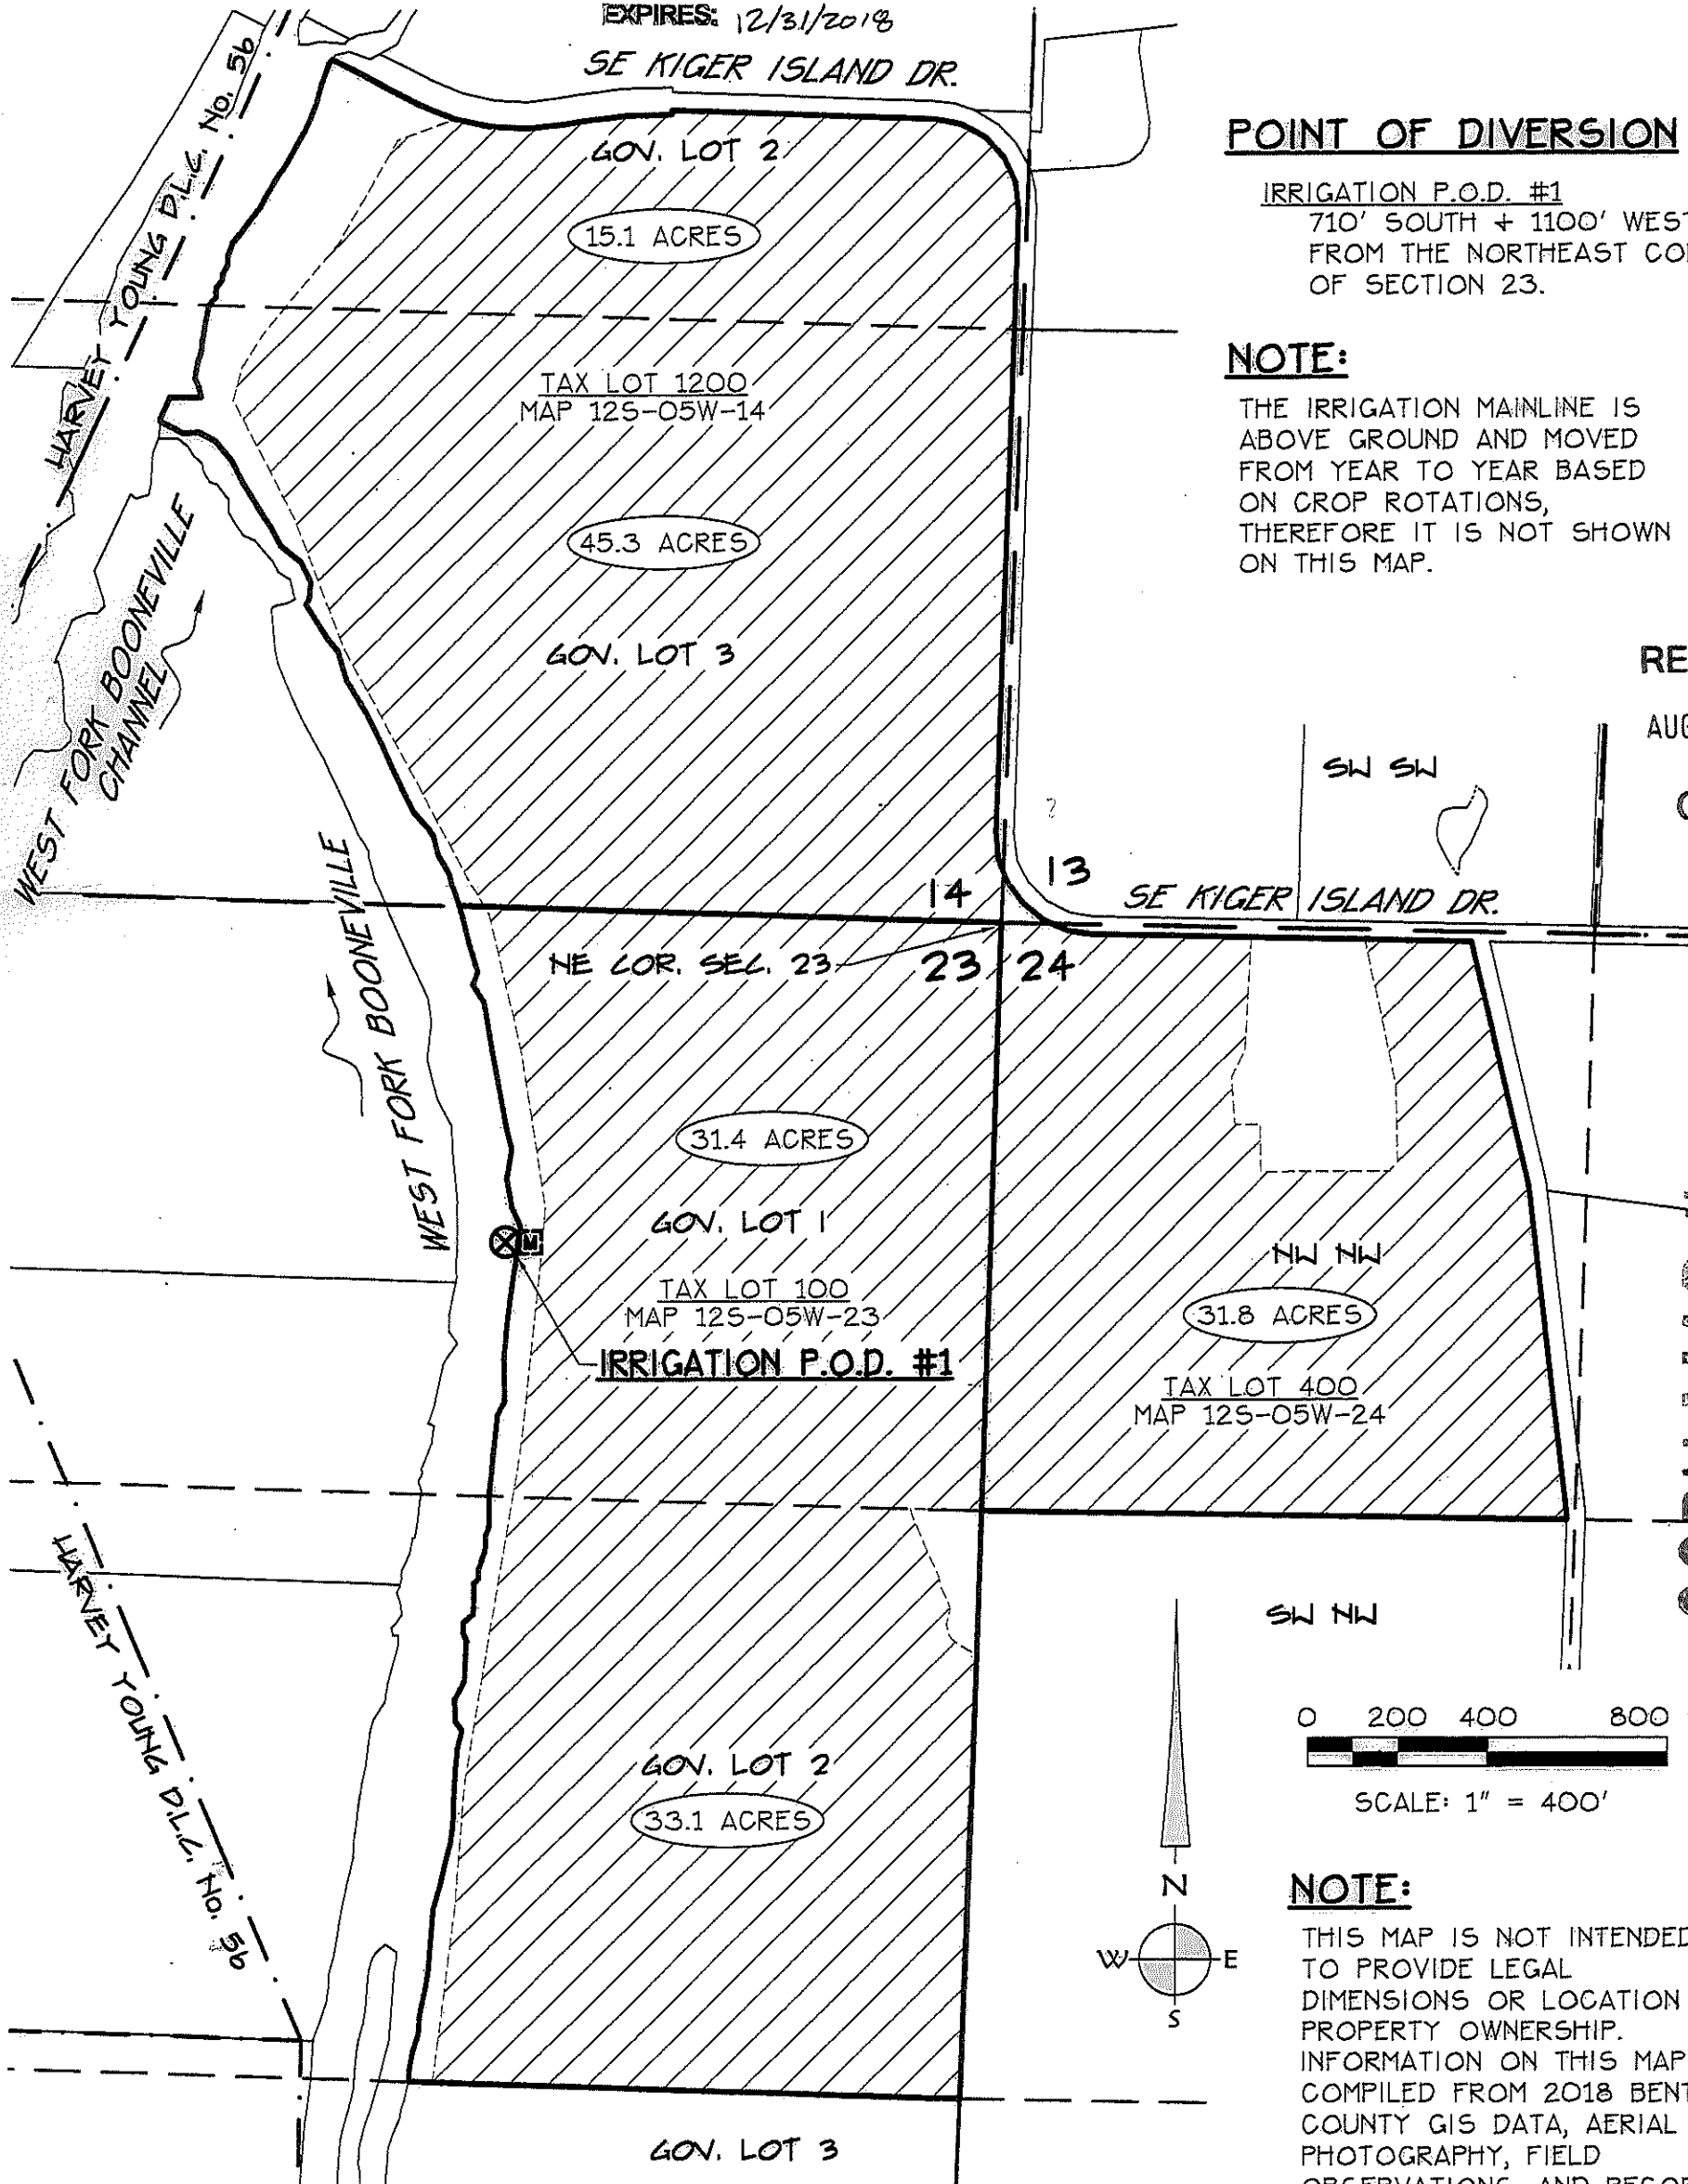 EXPIRES: 12/31/2018
SE KIGER ISLAND DR.
HARVEY YOUNG D.L.C. No. 56
GOV. LOT 2
15.1 ACRES
POINT OF DIVERSION
IRRIGATION P.O.D. #1
710' SOUTH + 1100' WEST
FROM THE NORTHEAST CO
OF SECTION 23.
TAX LOT 1200
MAP 12S-05W-14
NOTE:
THE IRRIGATION MAINLINE IS
ABOVE GROUND AND MOVED
FROM YEAR TO YEAR BASED
ON CROP ROTATIONS,
THEREFORE IT IS NOT SHOWN
ON THIS MAP.
45.3 ACRES
GOV. LOT 3
WEST FORK BOONEVILLE
CHANNEL
RE
AUG
SW SW
14
13
SE KIGER ISLAND DR.
NE COR. SEC. 23
23
24
WEST FORK BOONEVILLE
31.4 ACRES
GOV. LOT 1
M
TAX LOT 100
MAP 12S-05W-23
IRRIGATION P.O.D. #1
NW NW
31.8 ACRES
TAX LOT 400
MAP 12S-05W-24
HARVEY YOUNG D.L.C. No. 56
SW NW
0 200 400 800
SCALE: 1" = 400'
GOV. LOT 2
33.1 ACRES
N
W
E
S
NOTE:
THIS MAP IS NOT INTENDED
TO PROVIDE LEGAL
DIMENSIONS OR LOCATION
PROPERTY OWNERSHIP.
INFORMATION ON THIS MAP
COMPILED FROM 2018 BENT
COUNTY GIS DATA, AERIAL
PHOTOGRAPHY, FIELD
OBSERVATIONS, AND RECOR
GOV. LOT 3